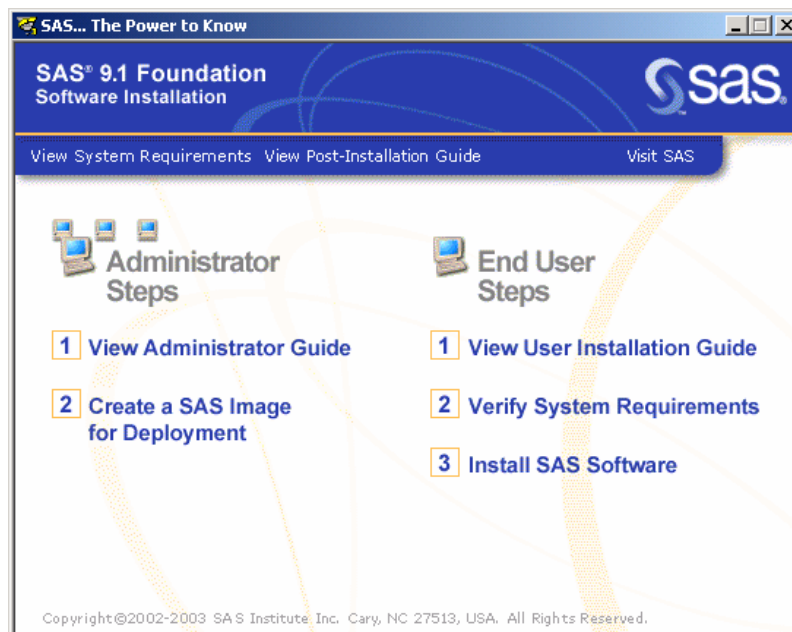 SAS... The Power to Know
SAS® 9.1 Foundation
Software Installation
sas.
™
View System Requirements View Post-Installation Guide Visit SAS
Administrator
Steps
1 View Administrator Guide
2 Create a SAS Image
for Deployment
End User
Steps
1 View User Installation Guide
2 Verify System Requirements
3 Install SAS Software
Copyright©2002-2003 SAS Institute Inc. Cary, NC 27513, USA. All Rights Reserved.